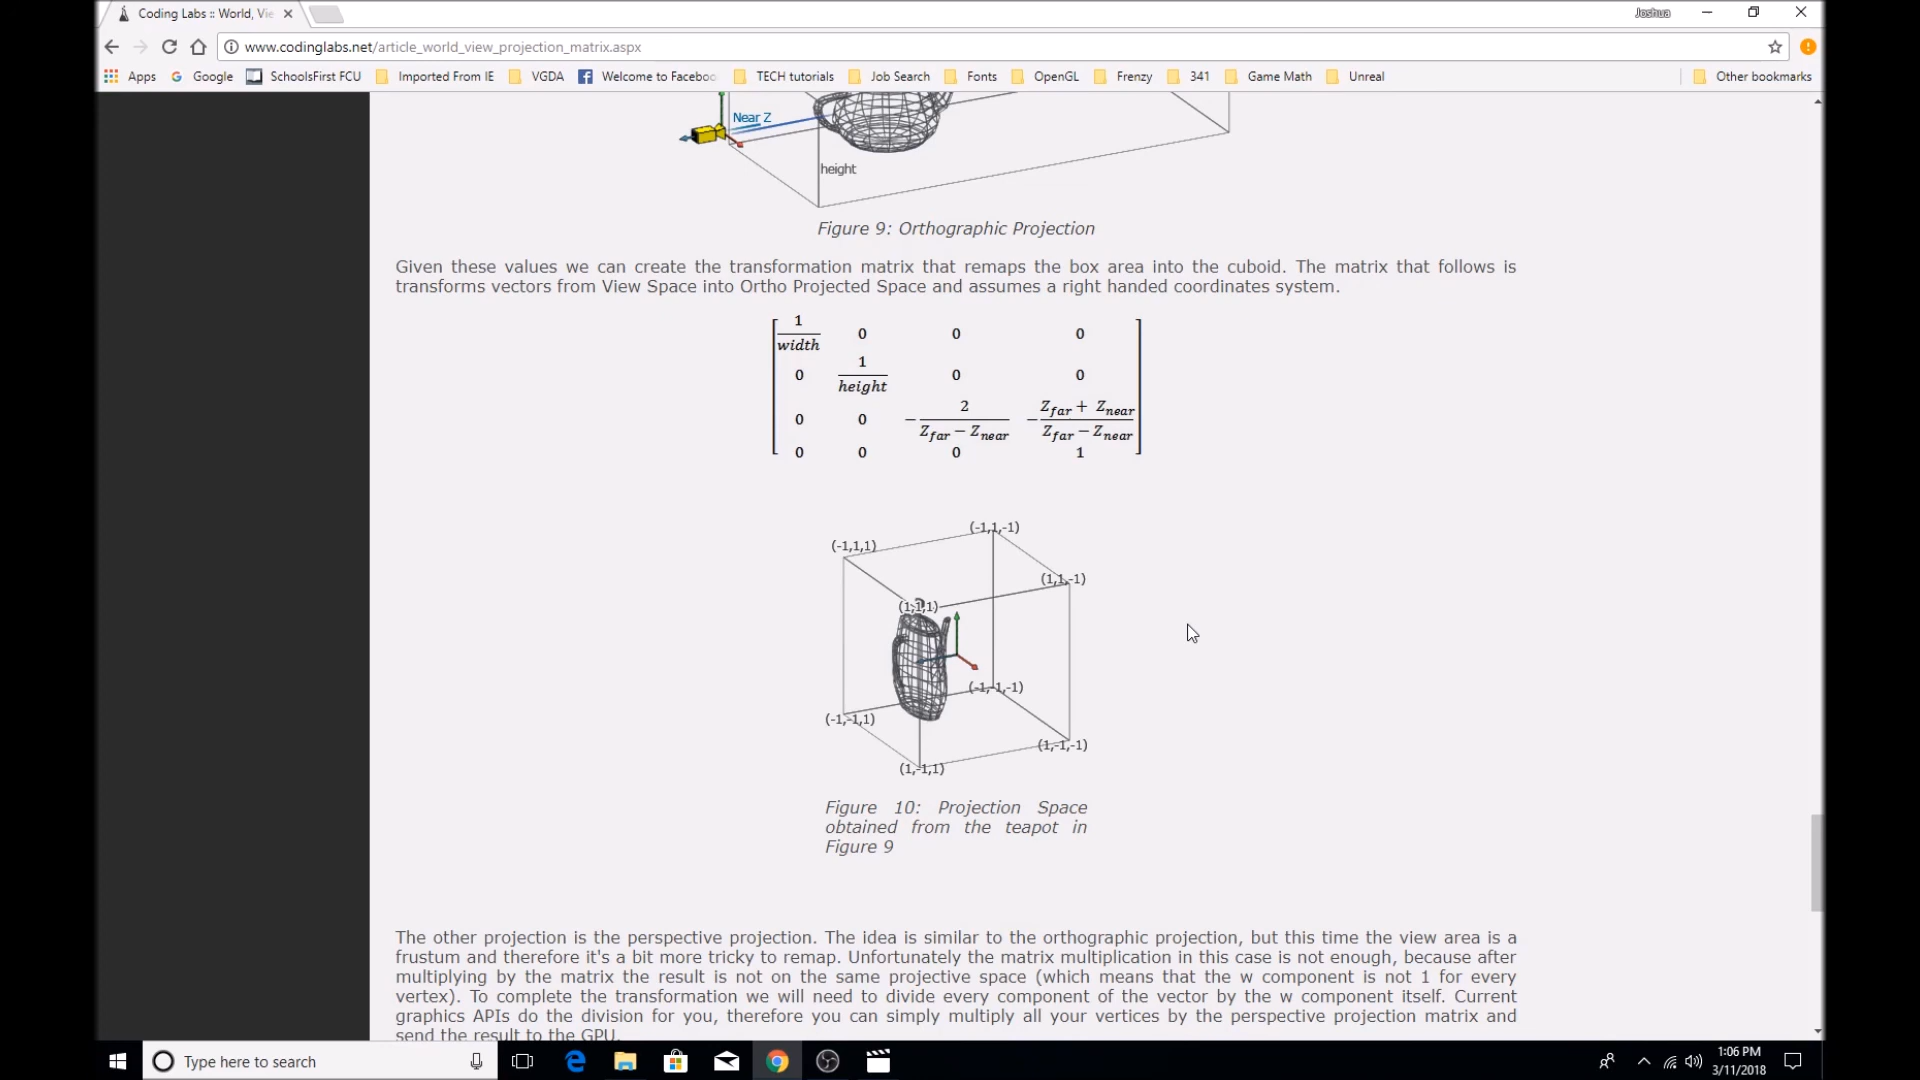 Coding Labs :: World, Vie
Joshua
www.codinglabs.net/article_world_view_projection_matrix.aspx
Apps Google SchoolsFirst FCU Imported From IE VGDA Welcome to Faceboo TECH tutorials Job Search Fonts OpenGL Frenzy 341 Game Math Unreal Other bookmarks
Near Z
height
Figure 9: Orthographic Projection
Given these values we can create the transformation matrix that remaps the box area into the cuboid. The matrix that follows is
transforms vectors from View Space into Ortho Projected Space and assumes a right handed coordinates system.
1/width 0 0 0
0 1/height 0 0
0 0 -2/(Zfar − Znear) -(Zfar + Znear)/(Zfar − Znear)
0 0 0 1
(-1,1,-1)
(-1,1,1)
(1,1,-1)
(1,1,1)
(-1,-1,-1)
(-1,-1,1)
(1,-1,-1)
(1,-1,1)
Figure 10: Projection Space
obtained from the teapot in
Figure 9
The other projection is the perspective projection. The idea is similar to the orthographic projection, but this time the view area is a
frustum and therefore it's a bit more tricky to remap. Unfortunately the matrix multiplication in this case is not enough, because after
multiplying by the matrix the result is not on the same projective space (which means that the w component is not 1 for every
vertex). To complete the transformation we will need to divide every component of the vector by the w component itself. Current
graphics APIs do the division for you, therefore you can simply multiply all your vertices by the perspective projection matrix and
send the result to the GPU.
Type here to search
1:06 PM
3/11/2018